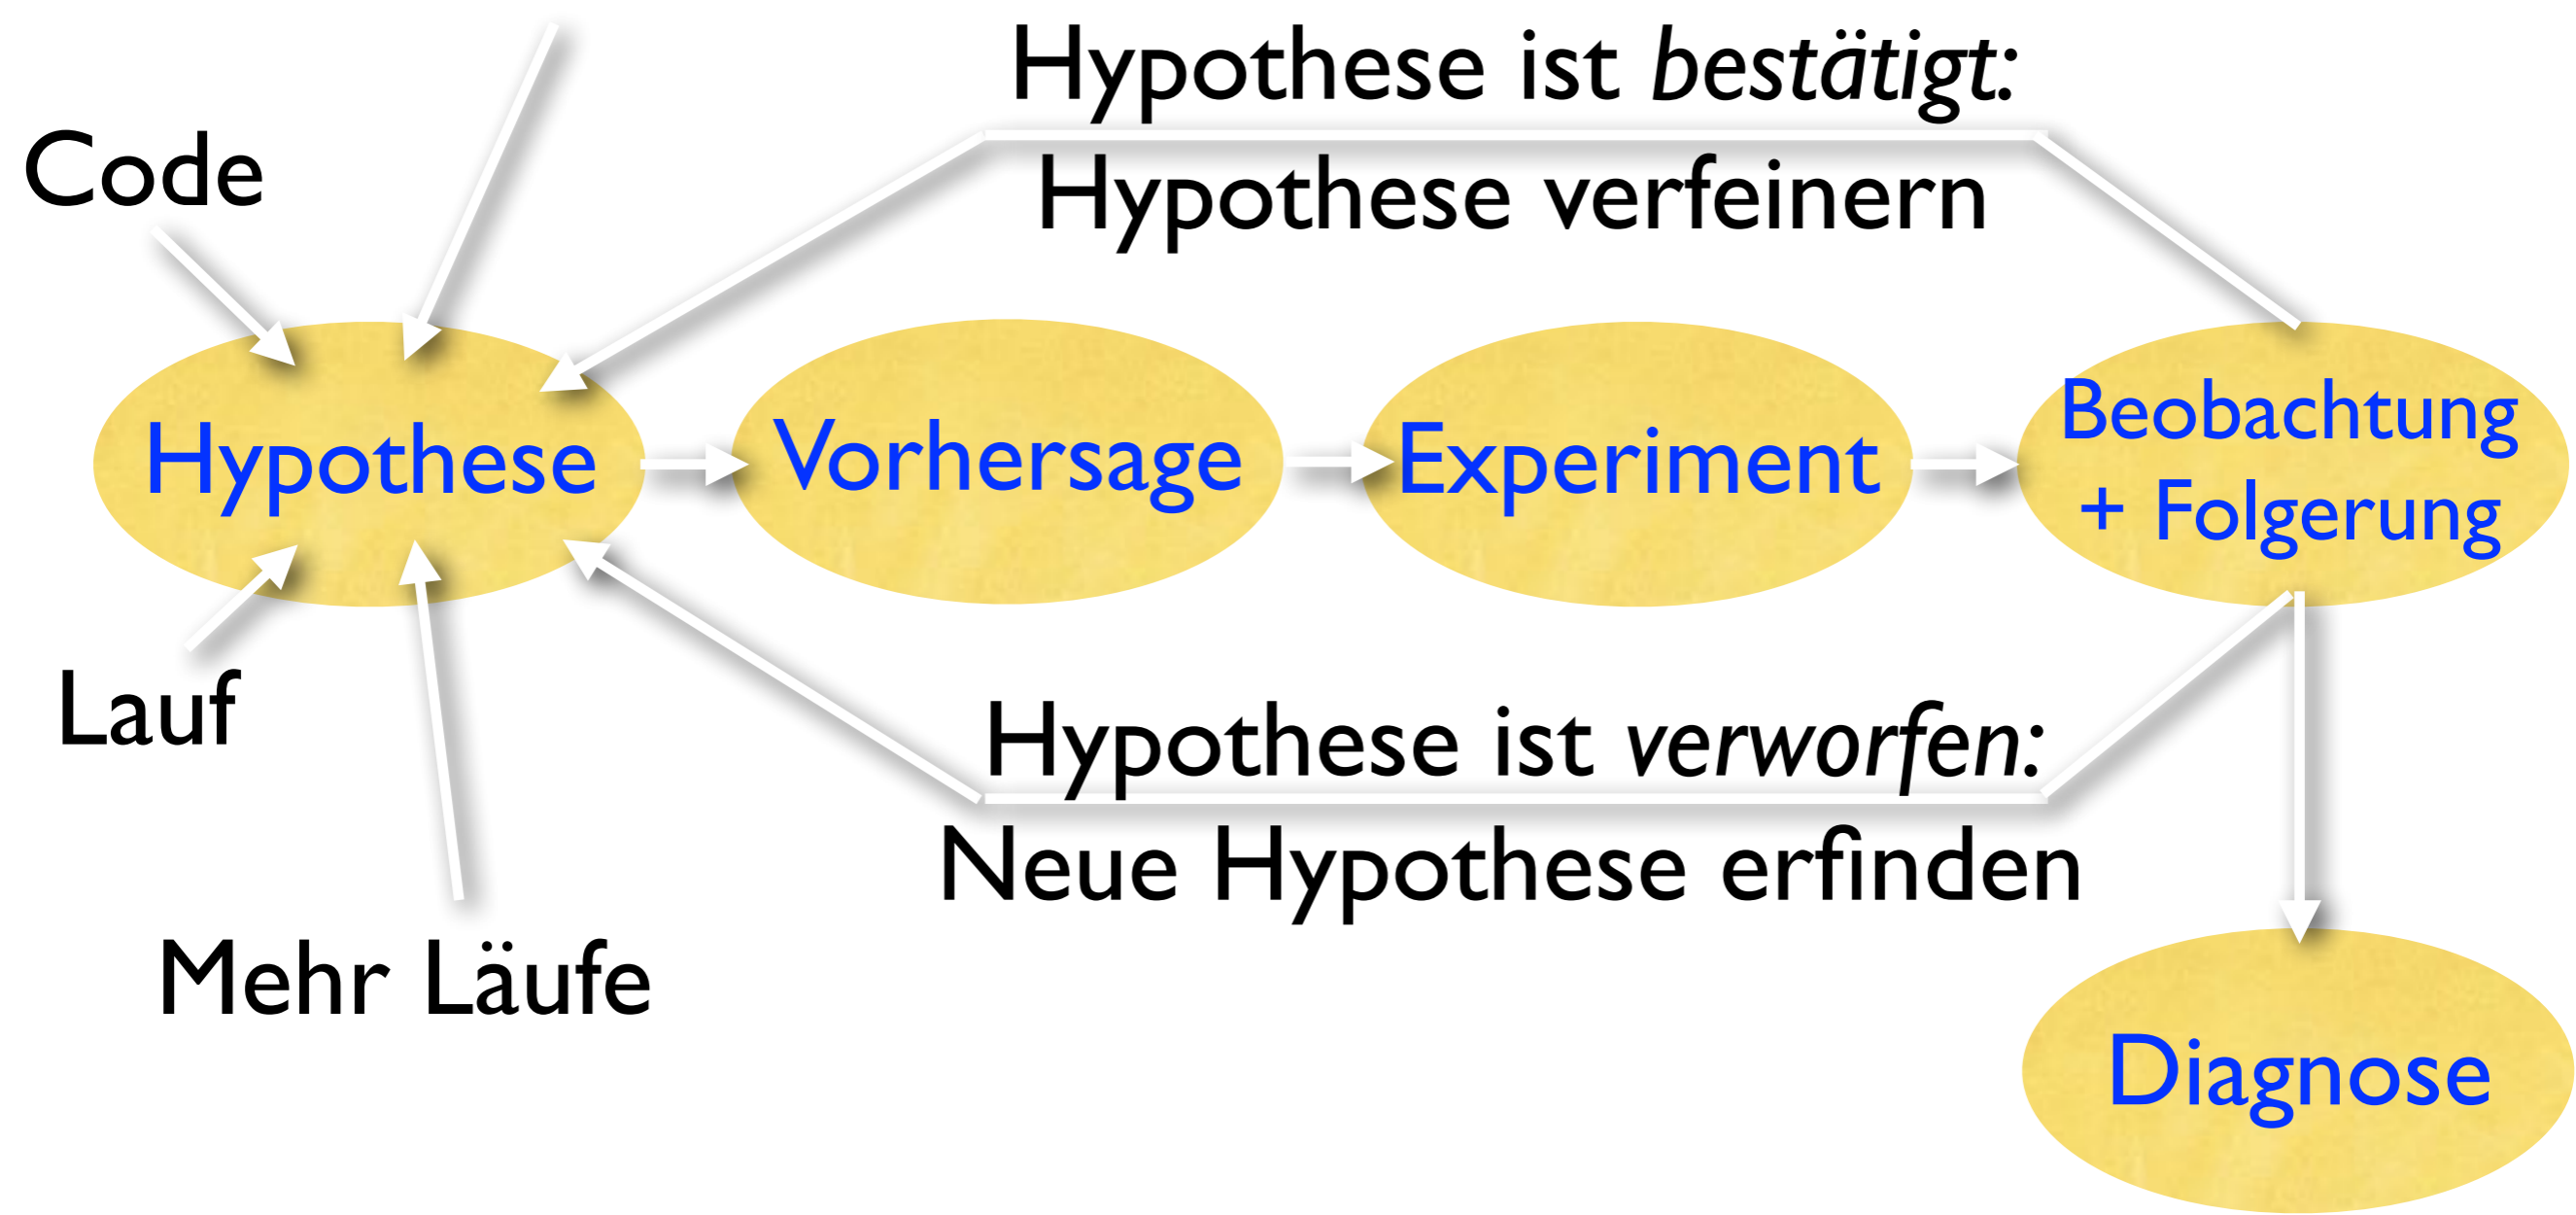 Hypothese ist bestätigt:
Code
Hypothese verfeinern
Hypothese
Vorhersage
Experiment
Beobachtung
+ Folgerung
Lauf
Hypothese ist verworfen:
Neue Hypothese erfinden
Mehr Läufe
Diagnose